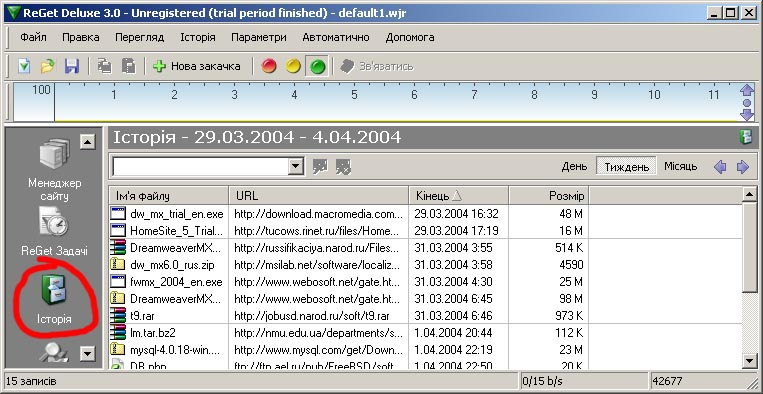 ReGet Deluxe 3.0 - Unregistered (trial period finished) - default1.wjr
Файл Правка Перегляд Історія Параметри Автоматично Допомога
Нова закачка Зв'язатись
100 1 2 3 4 5 6 7 8 9 10 11
Історія - 29.03.2004 - 4.04.2004
День Тиждень Місяць
Менеджер сайту
ReGet Задачі
Історія
Ім'я файлу URL Кінець Розмір
dw_mx_trial_en.exe http://download.macromedia.com... 29.03.2004 16:32 48 M
HomeSite_5_Trial... http://tucows.rinet.ru/files/Home... 29.03.2004 17:19 16 M
DreamweaverMX... http://russifikaciya.narod.ru/Files... 31.03.2004 3:55 514 K
dw_mx6.0_rus.zip http://msilab.net/software/localiz... 31.03.2004 3:58 4590
fwmx_2004_en.exe http://www.webosoft.net/gate.ht... 31.03.2004 4:30 25 M
DreamweaverMX... http://www.webosoft.net/gate.ht... 31.03.2004 6:45 98 M
t9.rar http://jobusd.narod.ru/soft/t9.rar 31.03.2004 6:46 973 K
lm.tar.bz2 http://nmu.edu.ua/departments/s... 1.04.2004 20:44 112 K
mysql-4.0.18-win.... http://www.mysql.com/get/Down... 1.04.2004 22:19 23 M
DB.php ftp://ftp.ael.ru/pub/FreeBSD/soft... 1.04.2004 22:50 20 K
15 записів 0/15 b/s 42677